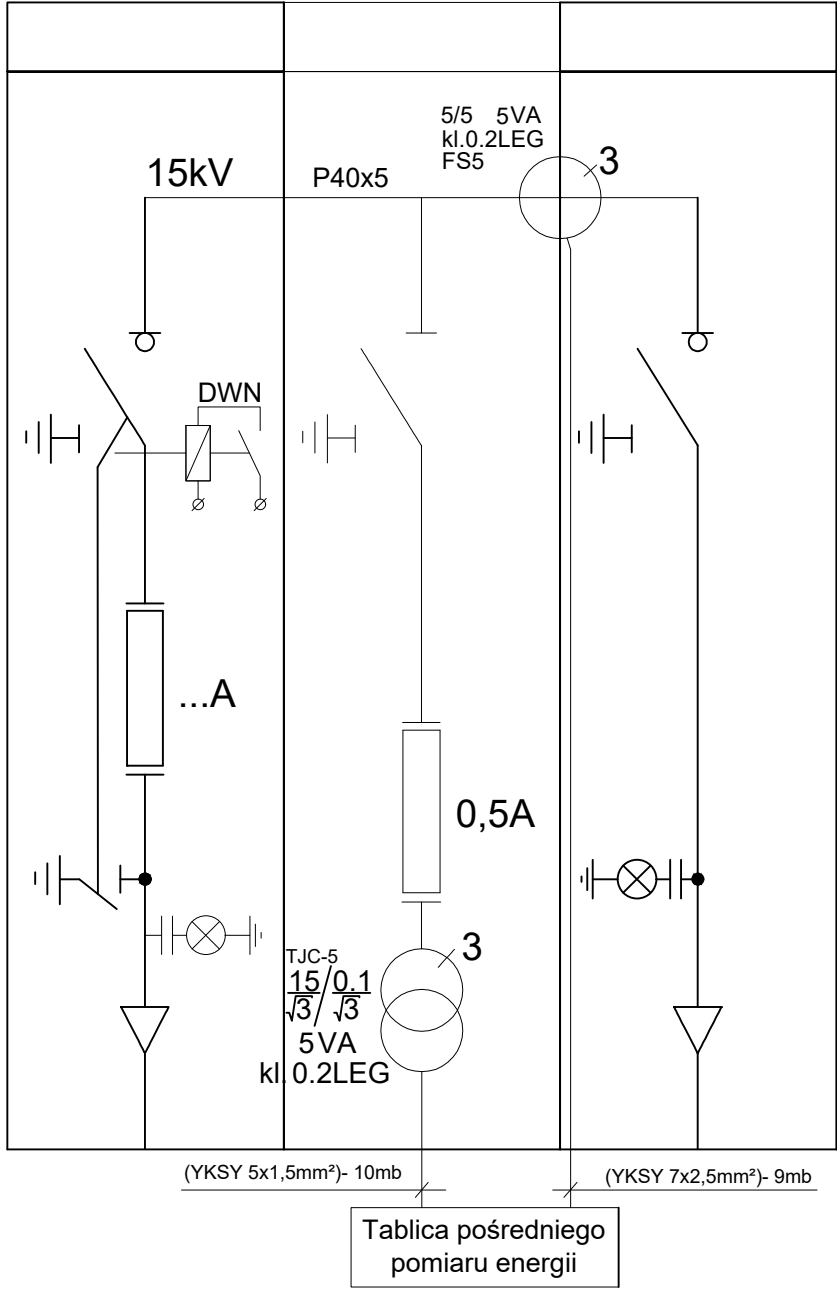 5/5 5VA
kl.0.2LEG
FS5
3
15kV
P40x5
DWN
...A
0,5A
3
TJC-5
15/0.1
√3 √3
5VA
kl. 0.2LEG
(YKSY 5x1,5mm²)- 10mb
(YKSY 7x2,5mm²)- 9mb
Tablica pośredniego
pomiaru energii